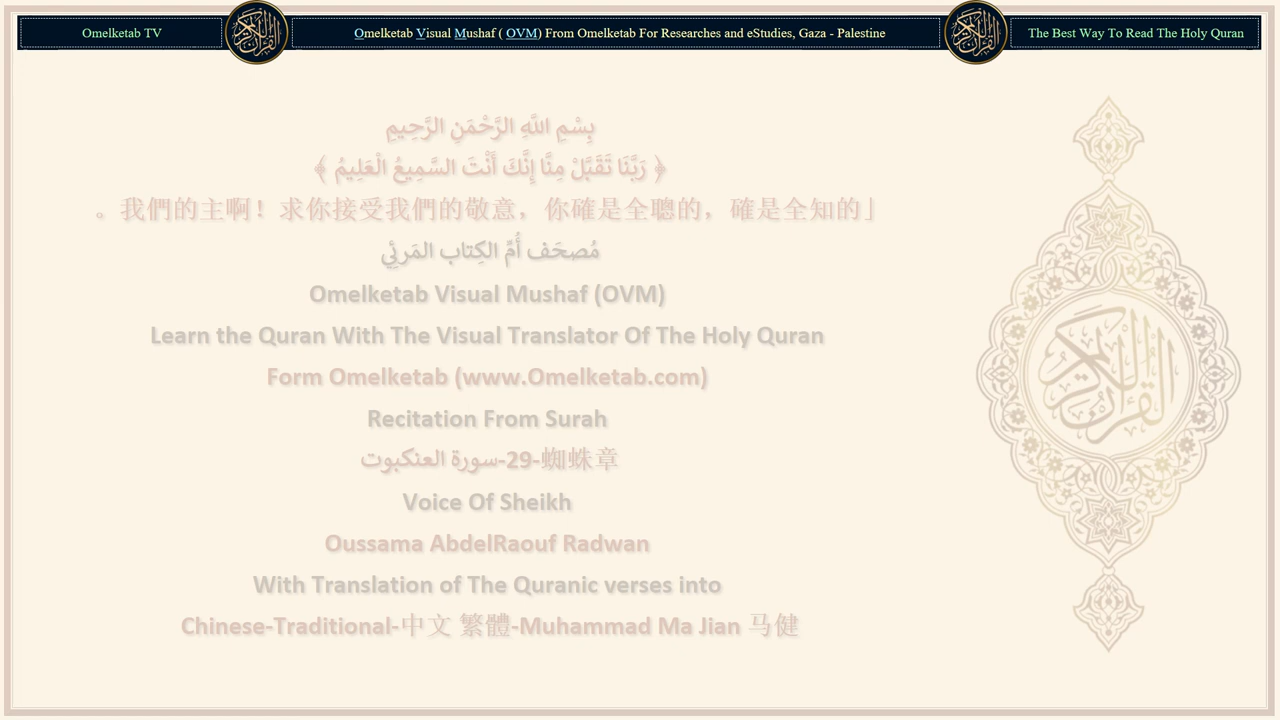 Omelketab TV
Omelketab Visual Mushaf ( OVM) From Omelketab For Researches and eStudies, Gaza - Palestine
The Best Way To Read The Holy Quran
بِسْمِ اللَّهِ الرَّحْمَنِ الرَّحِيمِ
﴿ رَبَّنَا تَقَبَّلْ مِنَّا إِنَّكَ أَنْتَ السَّمِيعُ الْعَلِيمُ ﴾
。我們的主啊！求你接受我們的敬意，你確是全聰的，確是全知的」
مُصحَف أُمِّ الكِتاب المَرئِي
Omelketab Visual Mushaf (OVM)
Learn the Quran With The Visual Translator Of The Holy Quran
Form Omelketab (www.Omelketab.com)
Recitation From Surah
سورة العنكبوت-29-蜘蛛章
Voice Of Sheikh
Oussama AbdelRaouf Radwan
With Translation of The Quranic verses into
Chinese-Traditional-中文 繁體-Muhammad Ma Jian 马健
القرآن الكريم